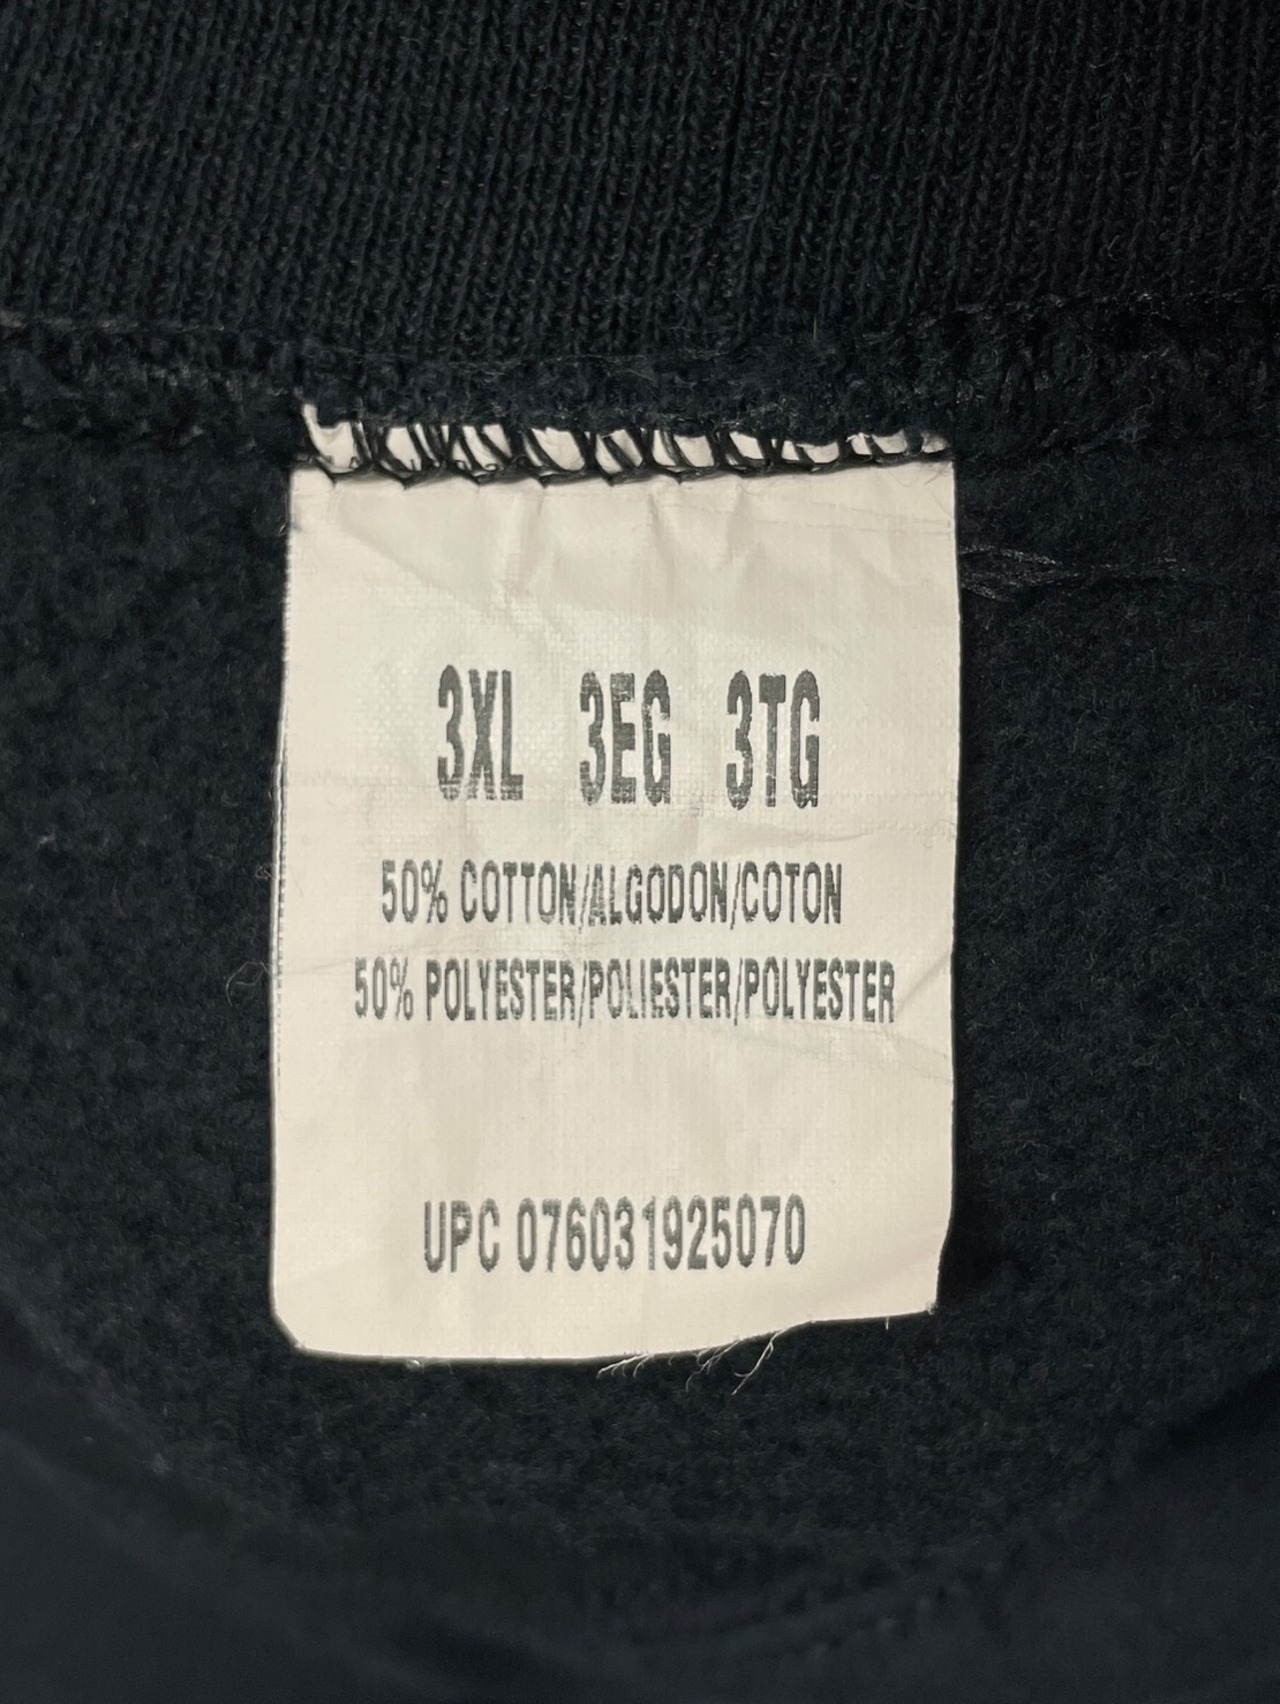 3XL 3EG 3TG
50% COTTON/ALGODON/COTON
50% POLYESTER/POLIESTER/POLYESTER
UPC 076031925070